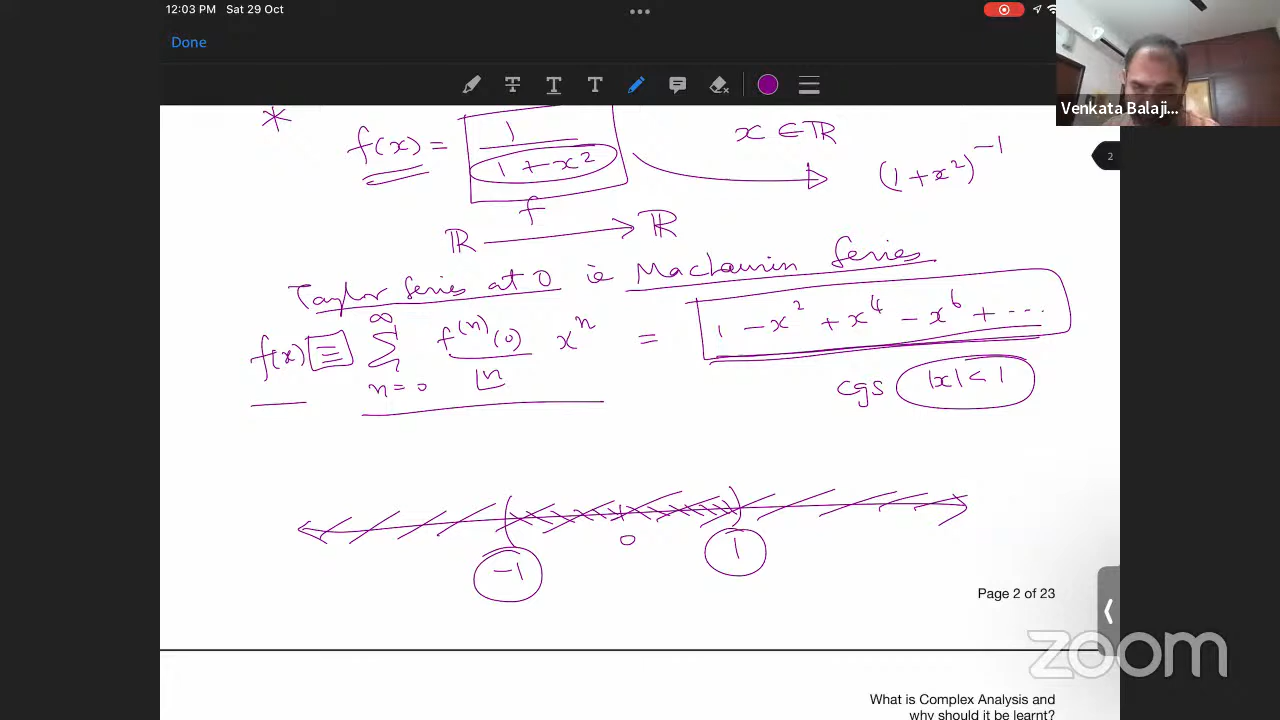 12:03 PM Sat 29 Oct
Done
Venkata Balaji...
2
* f(x) = 1/(1+x²) x ∈ ℝ (1+x²)⁻¹
f
ℝ → ℝ
Taylor Series at 0 ie Maclaurin Series
f(x) ≡ ∑_{n=0}^{∞} f⁽ⁿ⁾(0)/|n xⁿ = 1 - x² + x⁴ - x⁶ + ...
cgs |x| < 1
-1 0 1
Page 2 of 23
zoom
What is Complex Analysis and
why should it be learnt?